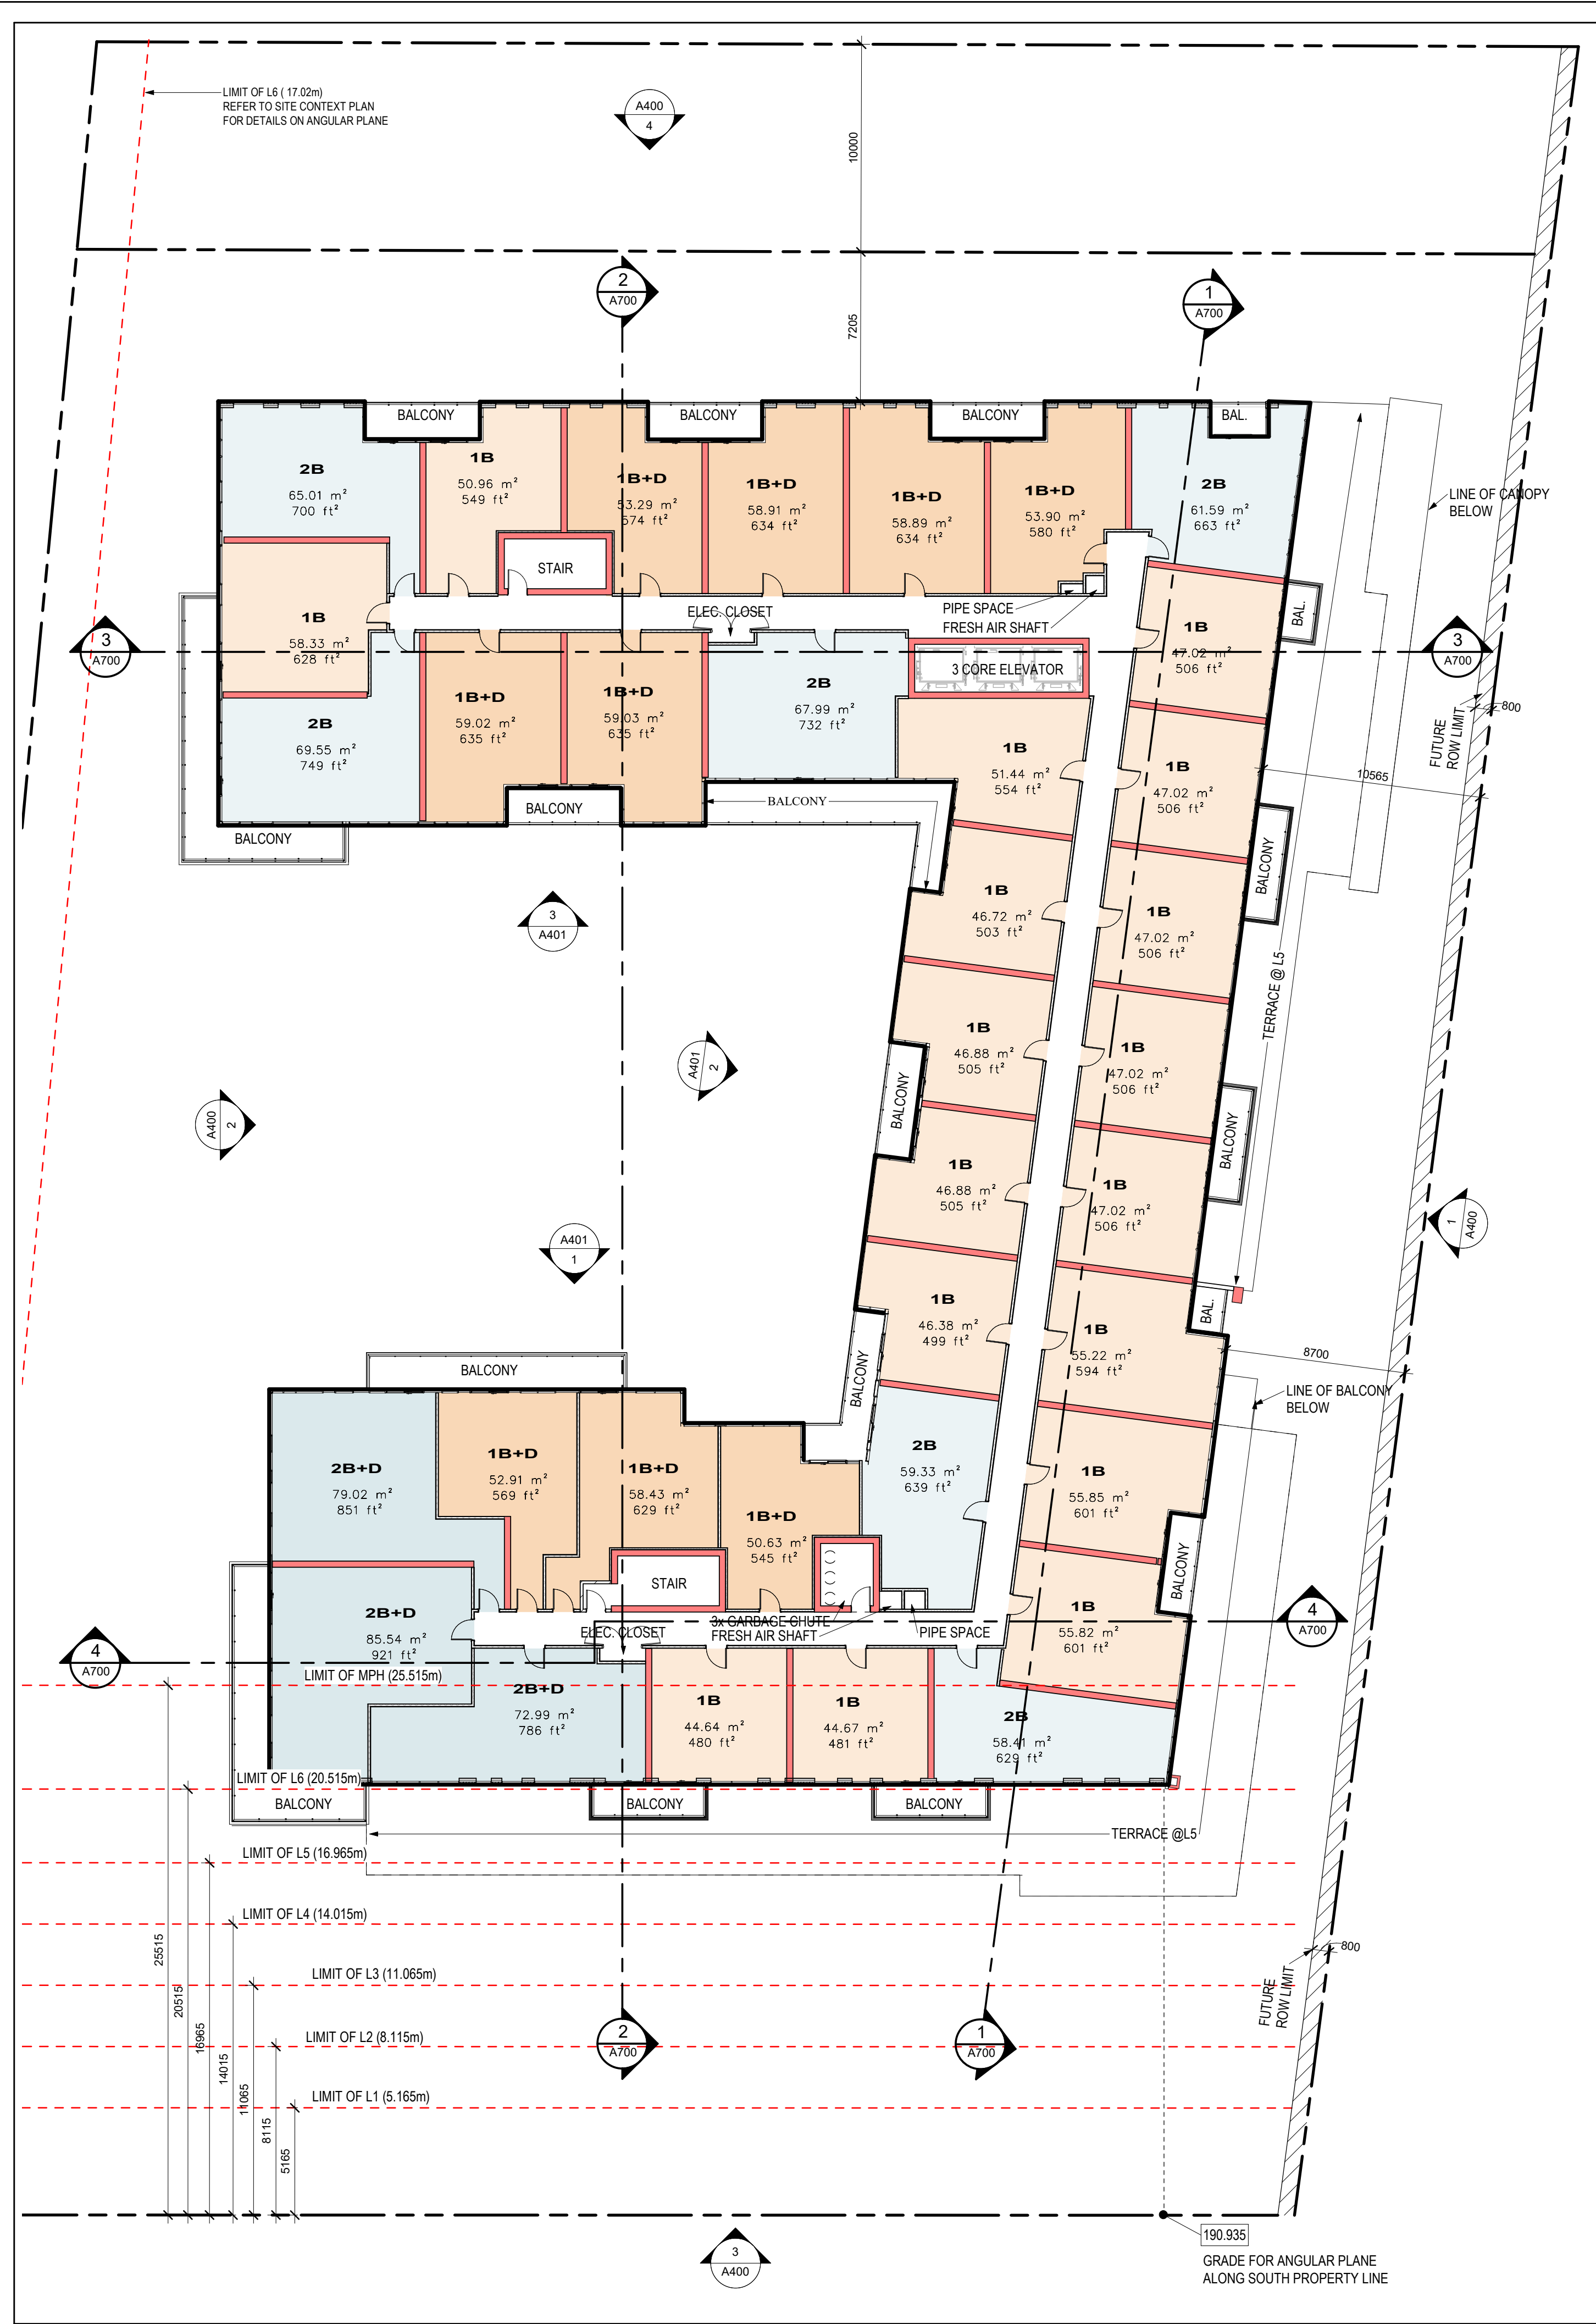 LIMIT OF L6 ( 17.02m)
REFER TO SITE CONTEXT PLAN
FOR DETAILS ON ANGULAR PLANE
A400
4
10000
7205
2
A700
1
A700
BALCONY
BALCONY
BALCONY
BAL.
2B
65.01 m²
700 ft²
1B
50.96 m²
549 ft²
1B+D
53.29 m²
574 ft²
1B+D
58.91 m²
634 ft²
1B+D
58.89 m²
634 ft²
1B+D
53.90 m²
580 ft²
2B
61.59 m²
663 ft²
LINE OF CANOPY
BELOW
STAIR
1B
58.33 m²
628 ft²
ELEC. CLOSET
PIPE SPACE
FRESH AIR SHAFT
BAL.
1B
47.02 m²
506 ft²
3
A700
3
A700
3 CORE ELEVATOR
2B
69.55 m²
749 ft²
1B+D
59.02 m²
635 ft²
1B+D
59.03 m²
635 ft²
2B
67.99 m²
732 ft²
FUTURE
ROW LIMIT
800
1B
51.44 m²
554 ft²
1B
47.02 m²
506 ft²
10565
BALCONY
BALCONY
BALCONY
BALCONY
3
A401
1B
46.72 m²
503 ft²
1B
47.02 m²
506 ft²
TERRACE @ L5
1B
46.88 m²
505 ft²
1B
47.02 m²
506 ft²
A401
2
A400
2
BALCONY
BALCONY
1B
46.88 m²
505 ft²
1B
47.02 m²
506 ft²
1
A400
A401
1
1B
46.38 m²
499 ft²
1B
55.22 m²
594 ft²
BAL.
8700
BALCONY
BALCONY
LINE OF BALCONY
BELOW
2B+D
79.02 m²
851 ft²
1B+D
52.91 m²
569 ft²
1B+D
58.43 m²
629 ft²
1B+D
50.63 m²
545 ft²
2B
59.33 m²
639 ft²
1B
55.85 m²
601 ft²
BALCONY
STAIR
2B+D
85.54 m²
921 ft²
ELEC. CLOSET
3x GARBAGE CHUTE
FRESH AIR SHAFT
PIPE SPACE
1B
55.82 m²
601 ft²
4
A700
4
A700
LIMIT OF MPH (25.515m)
2B+D
72.99 m²
786 ft²
1B
44.64 m²
480 ft²
1B
44.67 m²
481 ft²
2B
58.41 m²
629 ft²
LIMIT OF L6 (20.515m)
BALCONY
BALCONY
BALCONY
TERRACE @L5
LIMIT OF L5 (16.965m)
LIMIT OF L4 (14.015m)
LIMIT OF L3 (11.065m)
LIMIT OF L2 (8.115m)
LIMIT OF L1 (5.165m)
25515
20515
16965
14015
11065
8115
5165
800
FUTURE
ROW LIMIT
2
A700
1
A700
190.935
GRADE FOR ANGULAR PLANE
ALONG SOUTH PROPERTY LINE
3
A400